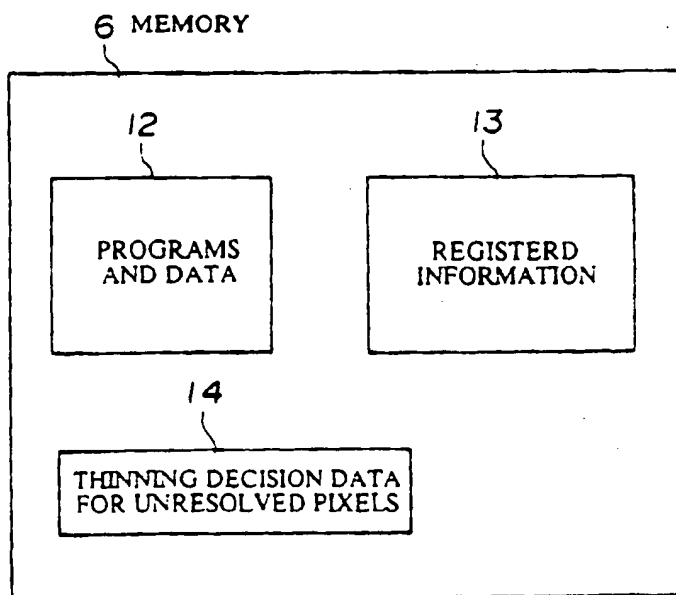 6 MEMORY
12
13
PROGRAMS
AND DATA
REGISTERD
INFORMATION
14
THINNING DECISION DATA
FOR UNRESOLVED PIXELS